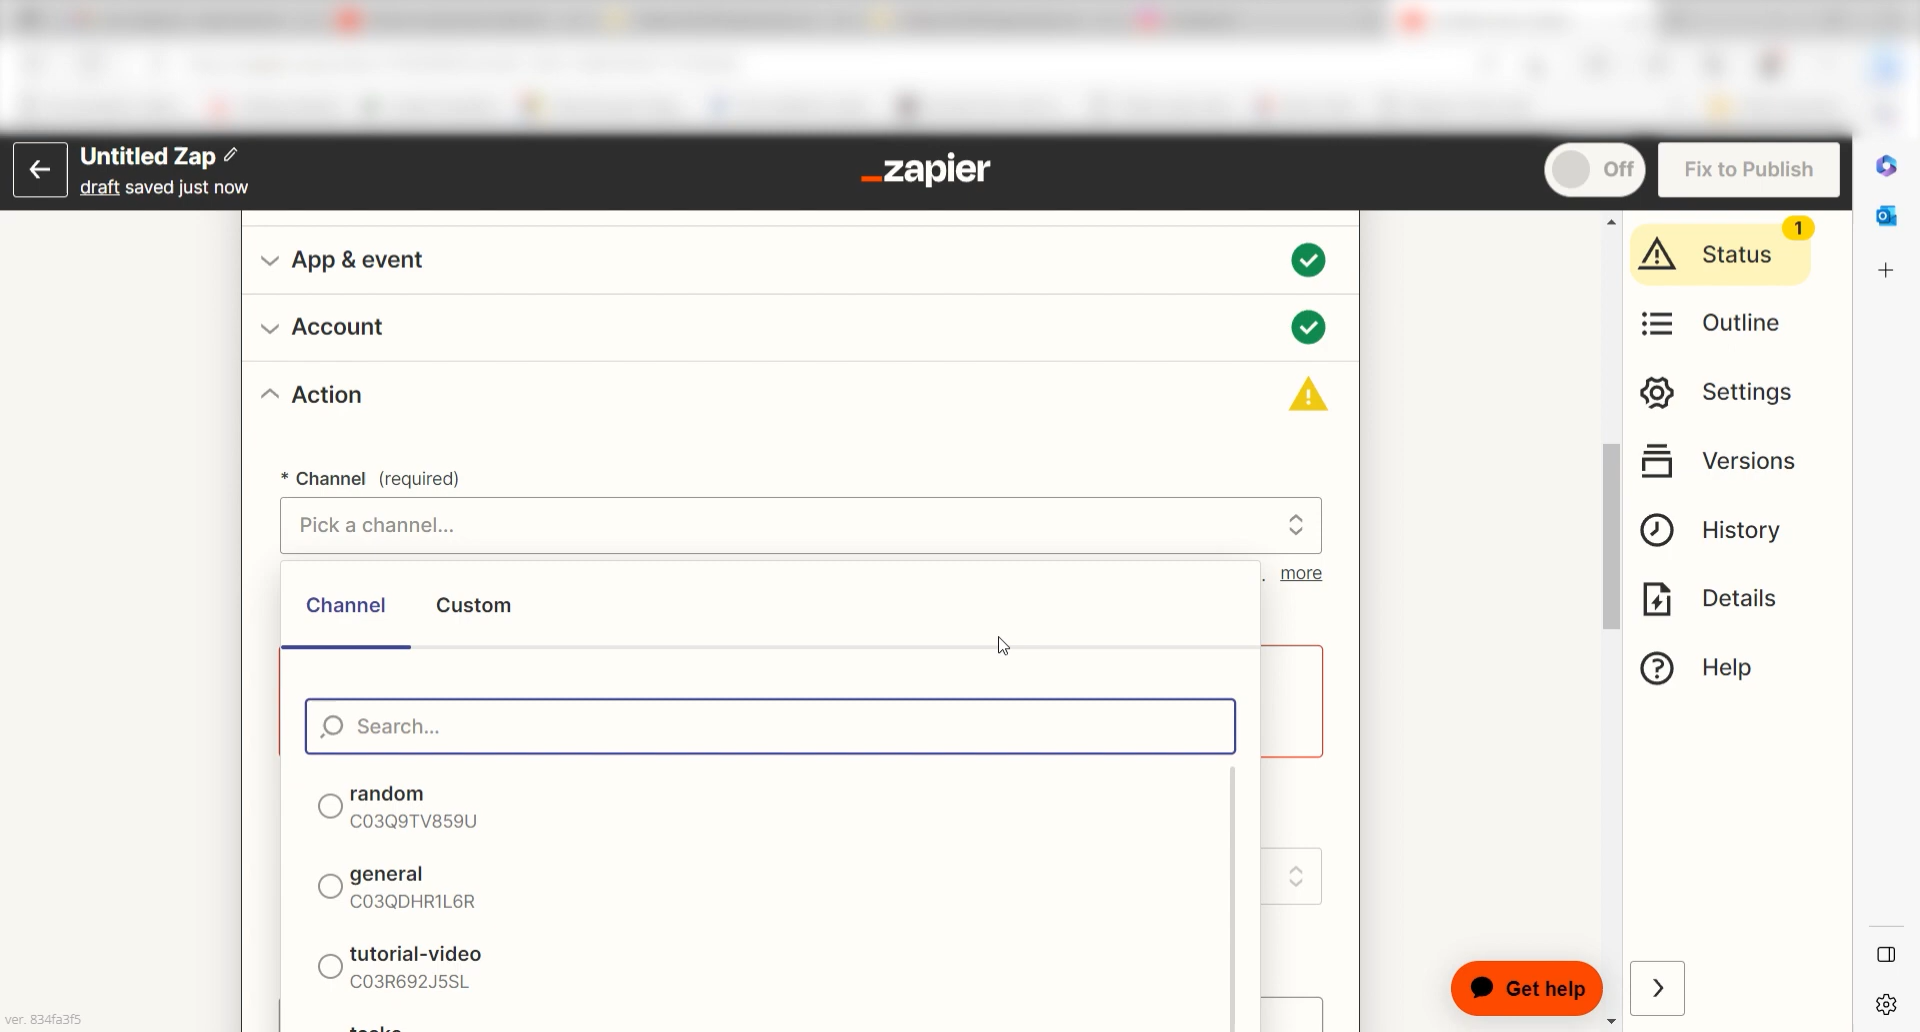 Untitled Zap
draft saved just now
zapier
Off
Fix to Publish
App & event
Account
Action
* Channel (required)
Pick a channel...
. more
Channel
Custom
Search...
random
C03Q9TV859U
general
C03QDHR1L6R
tutorial-video
C03R692J5SL
1
Status
Outline
Settings
Versions
History
Details
Help
Get help
ver. 834fa3f5